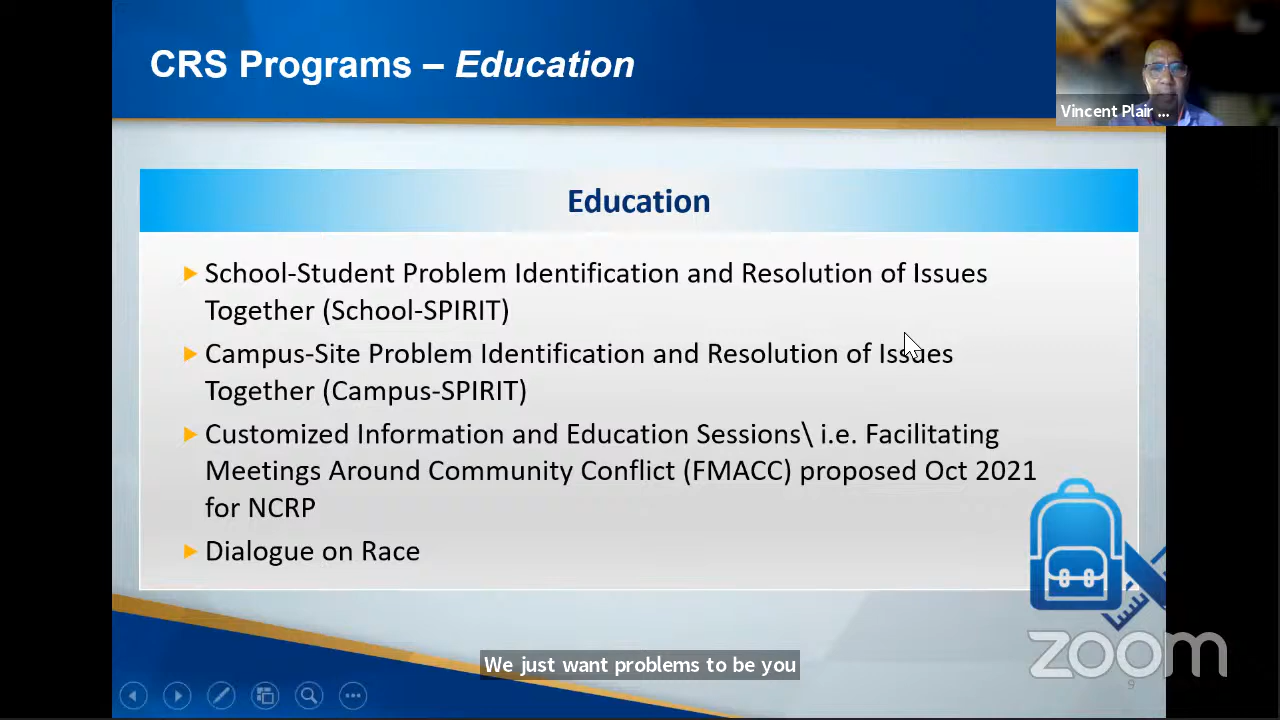 CRS Programs – Education
Vincent Plair ...
Education
School-Student Problem Identification and Resolution of Issues
Together (School-SPIRIT)
Campus-Site Problem Identification and Resolution of Issues
Together (Campus-SPIRIT)
Customized Information and Education Sessions\ i.e. Facilitating
Meetings Around Community Conflict (FMACC) proposed Oct 2021
for NCRP
Dialogue on Race
We just want problems to be you
zoom
9